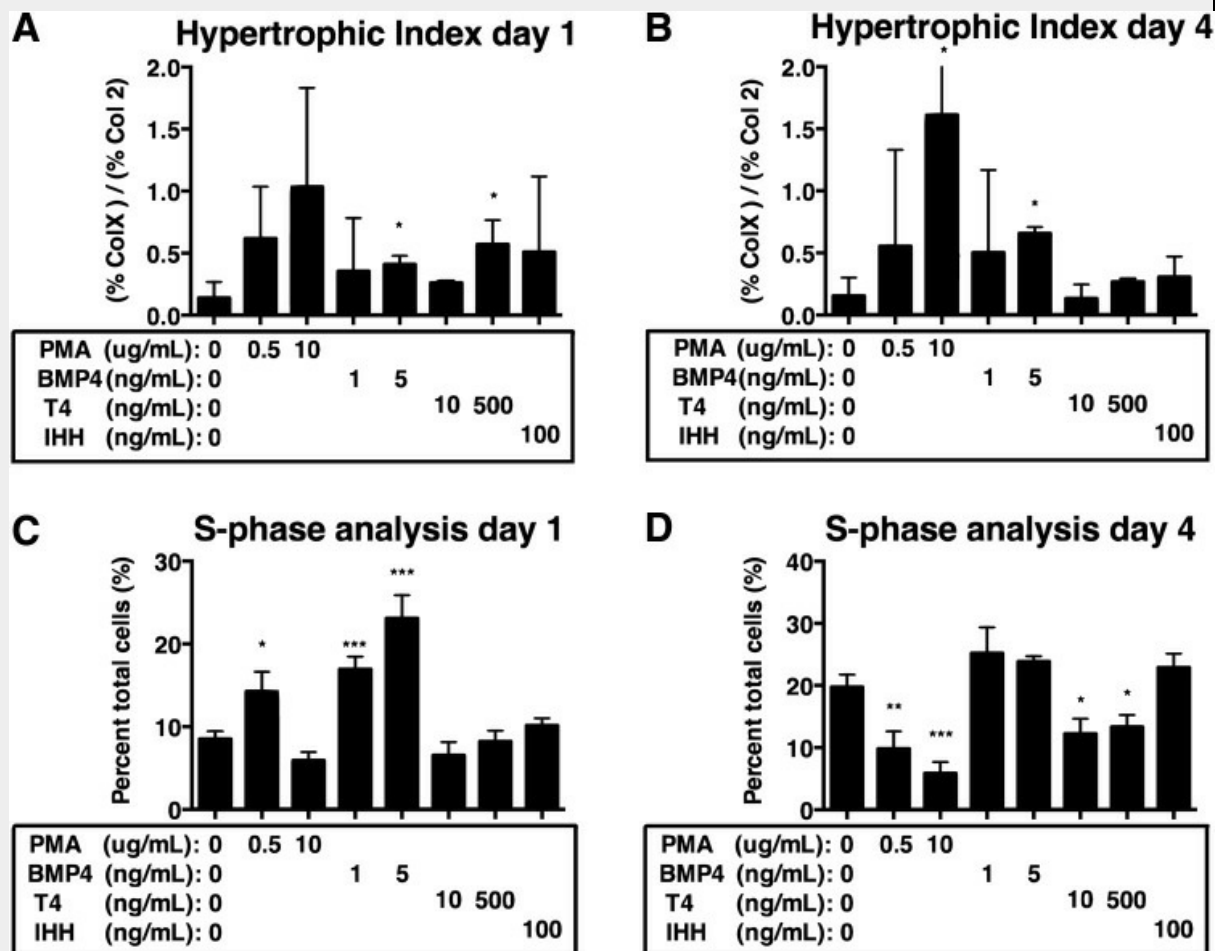 A
Hypertrophic Index day 1
(% ColX ) / (% Col 2)
2.0
1.5
1.0
0.5
0.0
*
*
PMA (ug/mL): 0 0.5 10
BMP4(ng/mL): 0 1 5
T4 (ng/mL): 0 10 500
IHH (ng/mL): 0 100
B
Hypertrophic Index day 4
(% ColX ) / (% Col 2)
2.0
1.5
1.0
0.5
0.0
*
*
PMA (ug/mL): 0 0.5 10
BMP4(ng/mL): 0 1 5
T4 (ng/mL): 0 10 500
IHH (ng/mL): 0 100
C
S-phase analysis day 1
Percent total cells (%)
30
20
10
0
*
***
***
PMA (ug/mL): 0 0.5 10
BMP4 (ng/mL): 0 1 5
T4 (ng/mL): 0 10 500
IHH (ng/mL): 0 100
D
S-phase analysis day 4
Percent total cells (%)
40
30
20
10
0
**
***
*
*
PMA (ug/mL): 0 0.5 10
BMP4 (ng/mL): 0 1 5
T4 (ng/mL): 0 10 500
IHH (ng/mL): 0 100